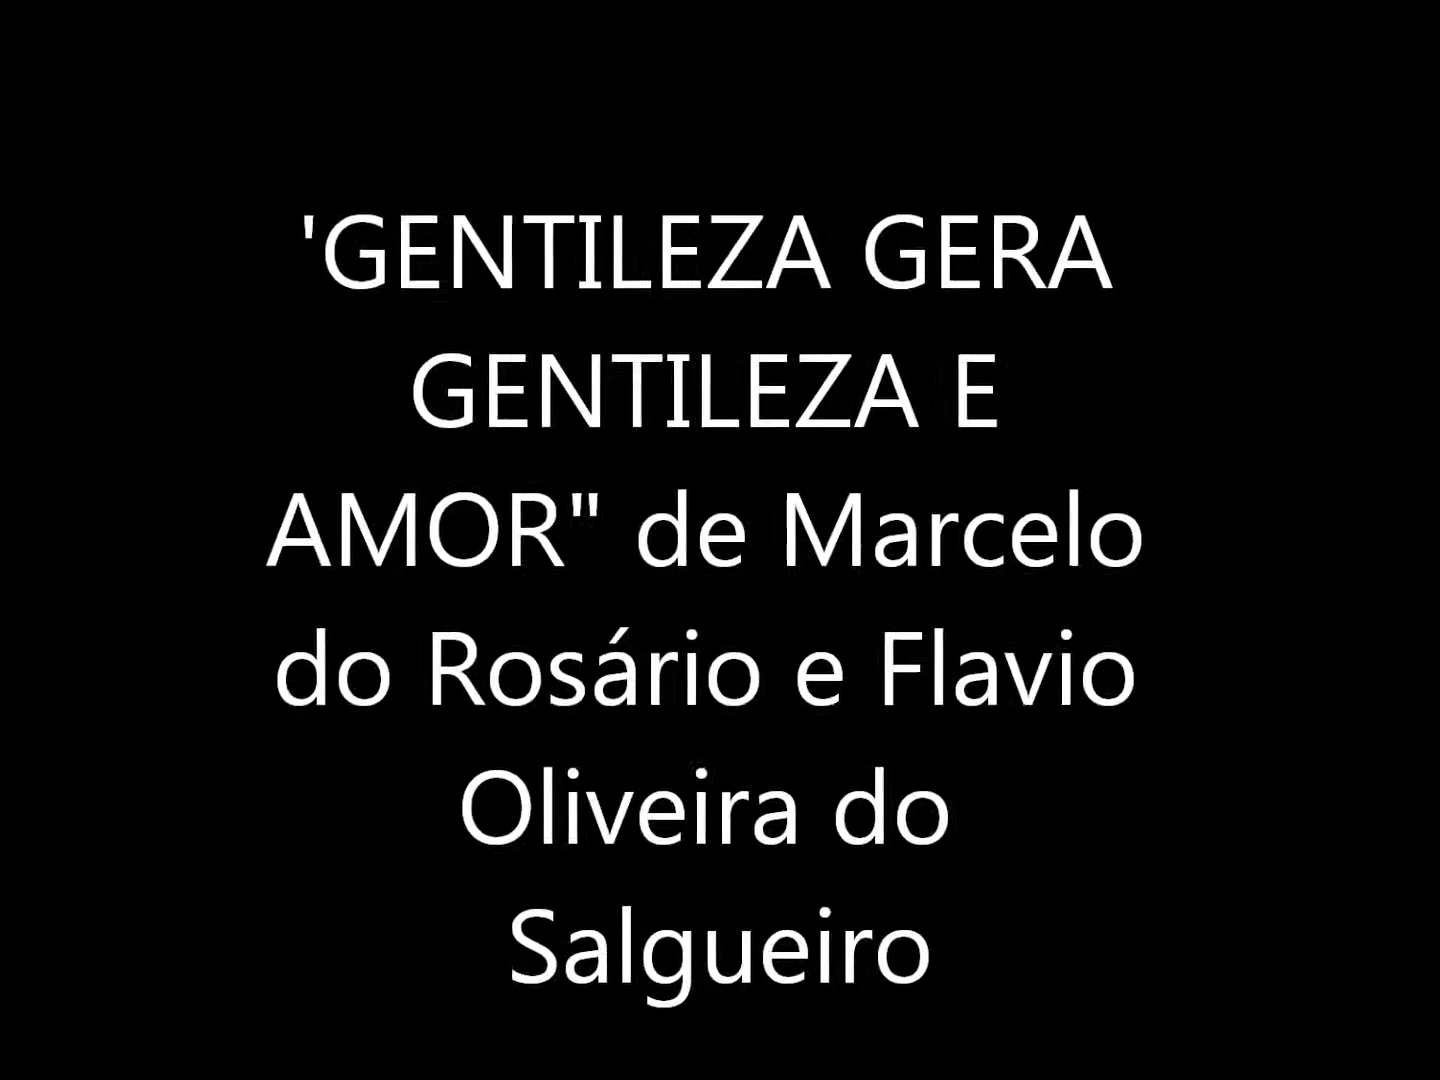 'GENTILEZA GERA
GENTILEZA E
AMOR" de Marcelo
do Rosário e Flavio
Oliveira do
Salgueiro